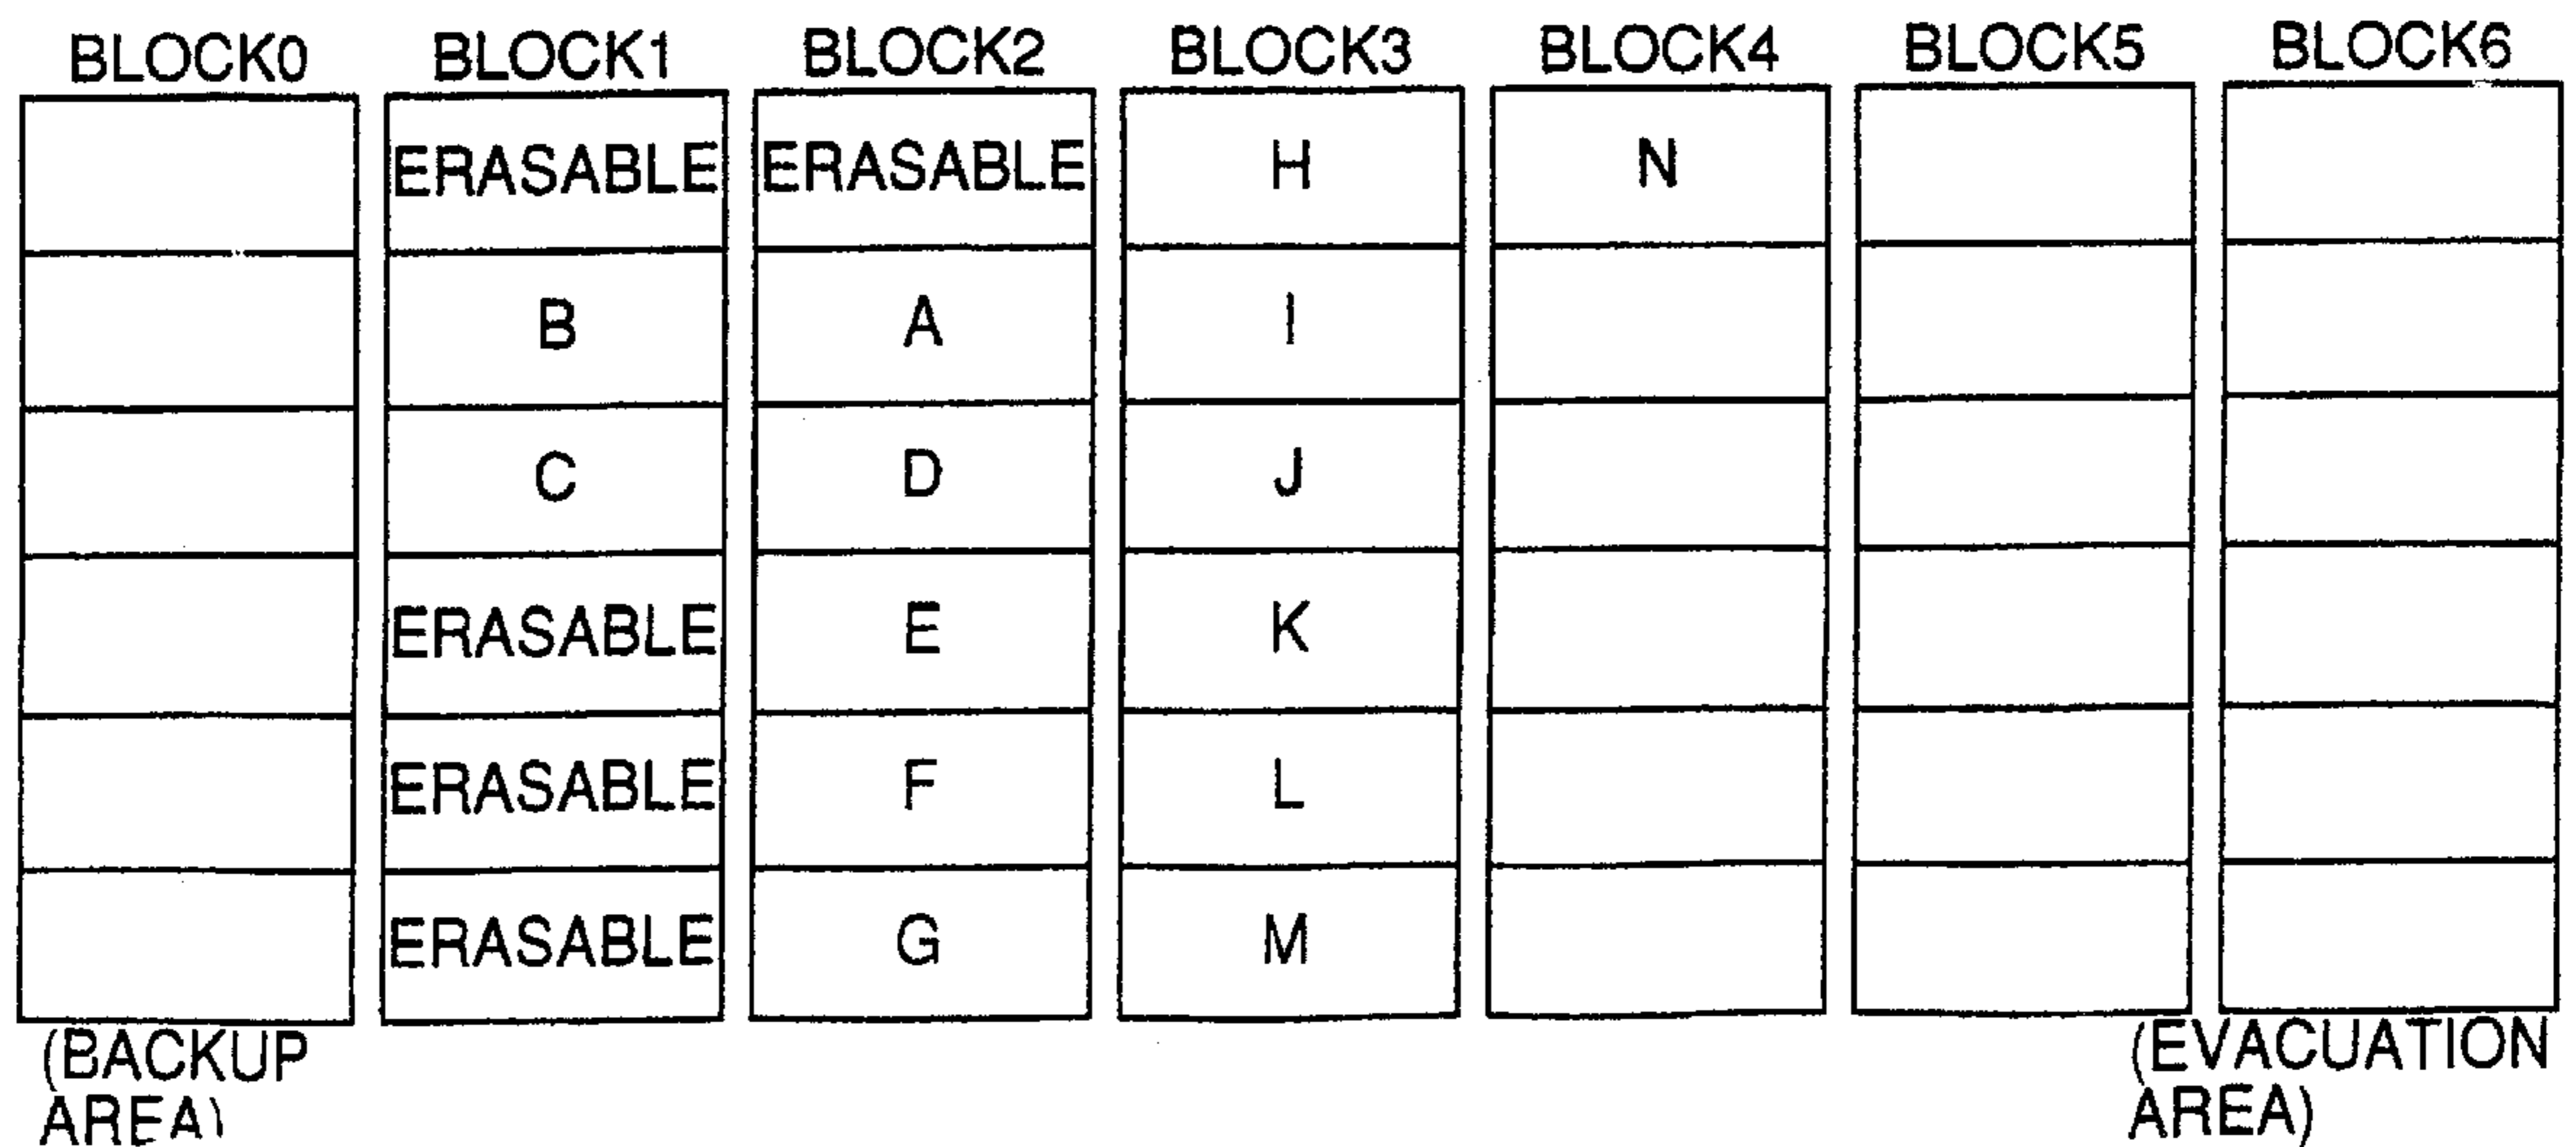 BLOCK0 BLOCK1 BLOCK2 BLOCK3 BLOCK4 BLOCK5 BLOCK6
ERASABLE ERASABLE H N
B A I
C D J
ERASABLE E K
ERASABLE F L
ERASABLE G M
(BACKUP (EVACUATION
AREA) AREA)